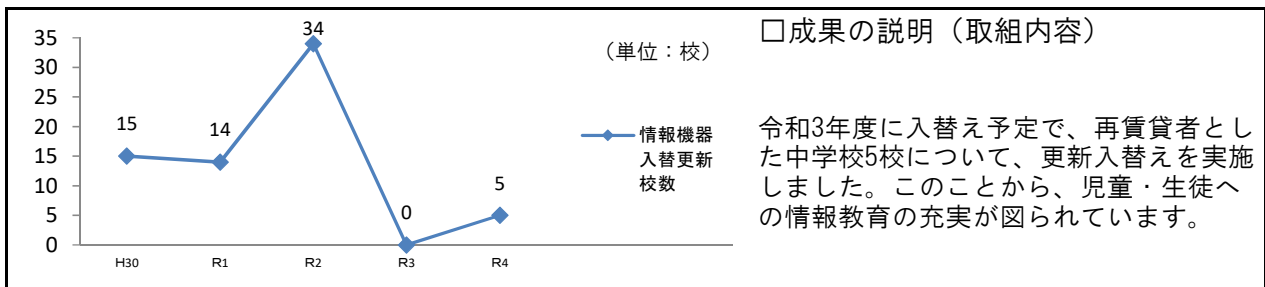 35
30
25
20
15
10
5
0
15
14
34
0
5
H30
R1
R2
R3
R4
（単位：校）
情報機器
入替更新
校数
□成果の説明（取組内容）
令和3年度に入替え予定で、再賃貸者とし
た中学校5校について、更新入替えを実施
しました。このことから、児童・生徒へ
の情報教育の充実が図られています。